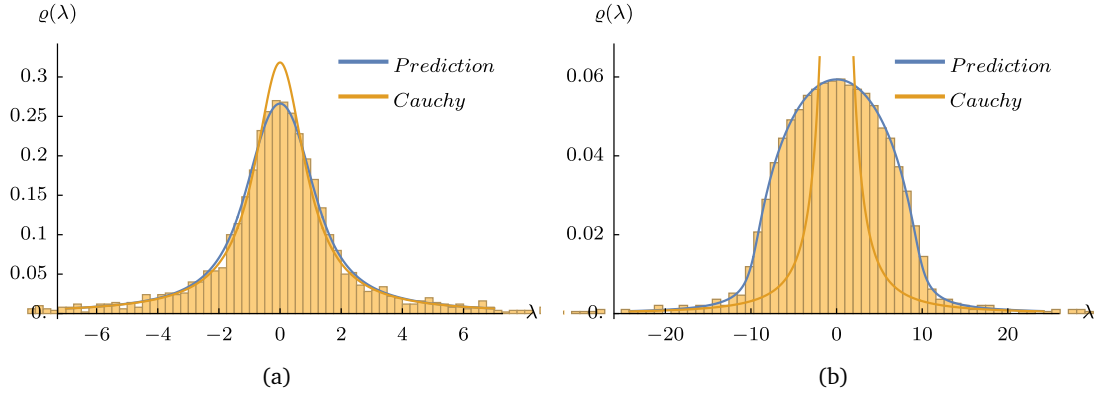 ϱ(λ)
Prediction
Cauchy
0.3
0.25
0.2
0.15
0.1
0.05
0.
−6 −4 −2 0 2 4 6
λ
(a)
ϱ(λ)
Prediction
Cauchy
0.06
0.04
0.02
0.
−20 −10 0 10 20
λ
(b)